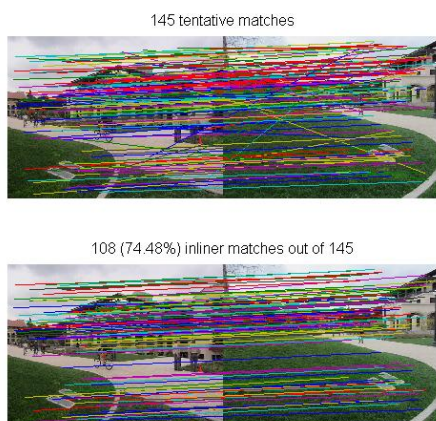 145 tentative matches
108 (74.48%) inliner matches out of 145